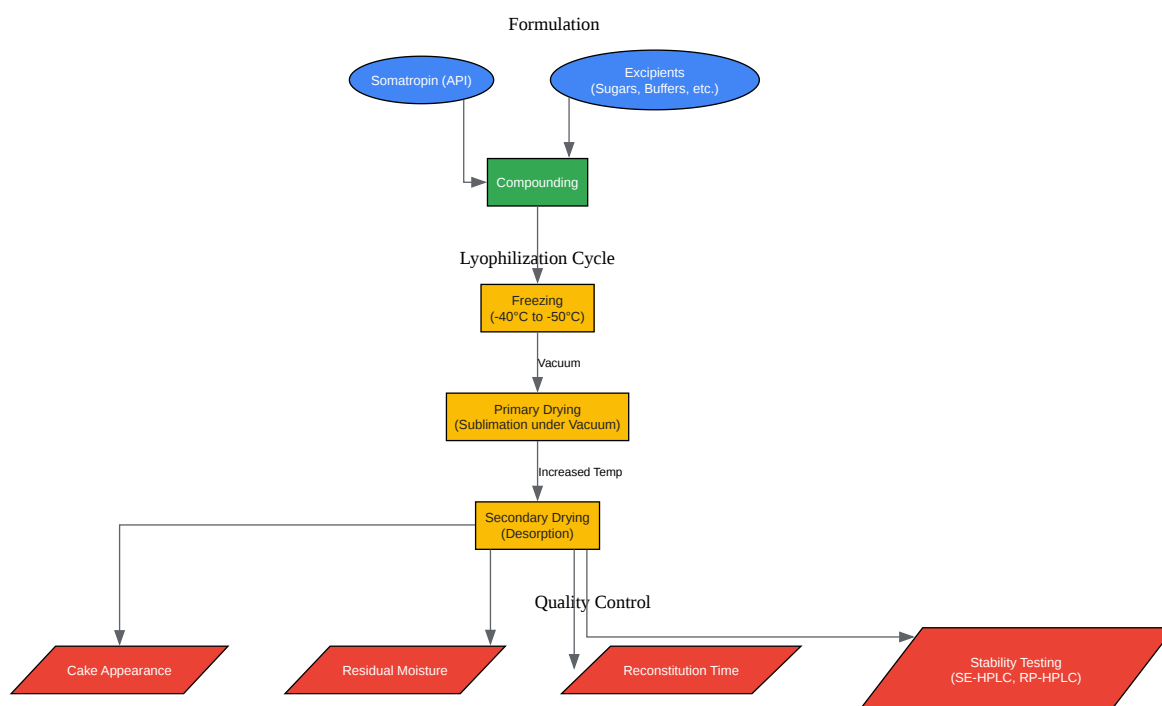 Formulation
Somatropin (API)
Excipients
(Sugars, Buffers, etc.)
Compounding
Lyophilization Cycle
Freezing
(-40°C to -50°C)
Vacuum
Primary Drying
(Sublimation under Vacuum)
Increased Temp
Secondary Drying
(Desorption)
Quality Control
Cake Appearance
Residual Moisture
Reconstitution Time
Stability Testing
(SE-HPLC, RP-HPLC)